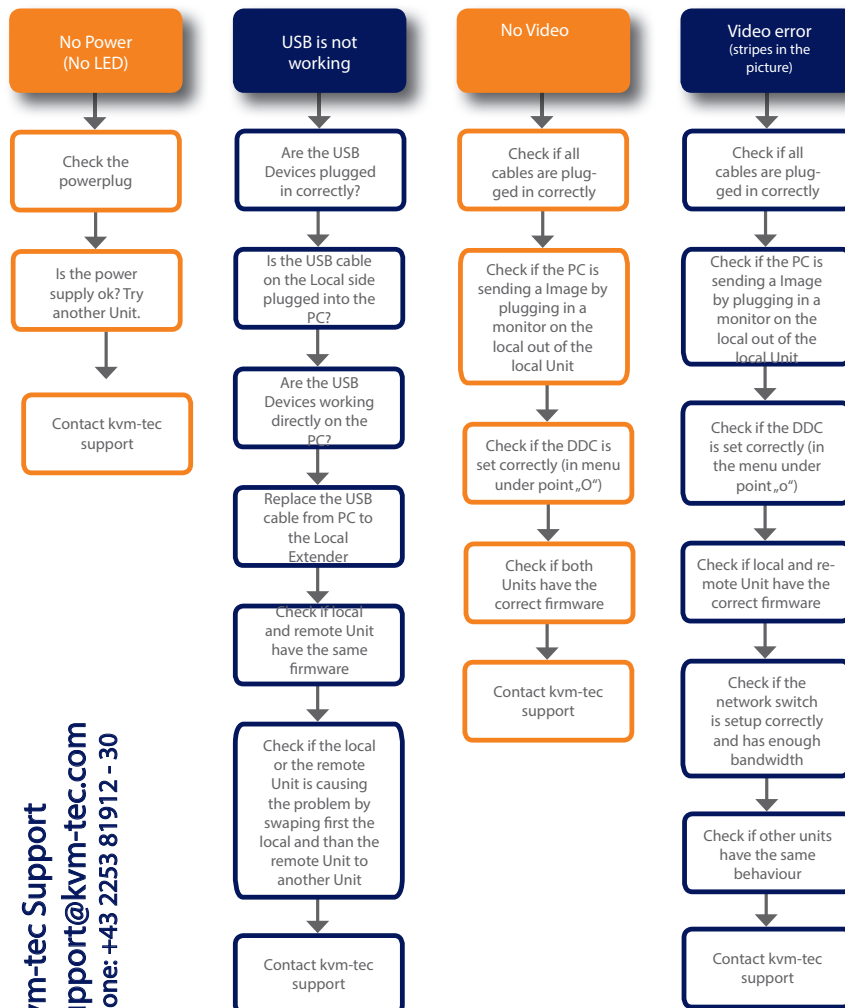 No Power
(No LED)
Check the
powerplug
Is the power
supply ok? Try
another Unit.
Contact kvm-tec
support
USB is not
working
Are the USB
Devices plugged
in correctly?
Is the USB cable
on the Local side
plugged into the
PC?
Are the USB
Devices working
directly on the
PC?
Replace the USB
cable from PC to
the Local
Extender
Check if local
and remote Unit
have the same
firmware
Check if the local
or the remote
Unit is causing
the problem by
swaping first the
local and than the
remote Unit to
another Unit
Contact kvm-tec
support
No Video
Check if all
cables are plug-
ged in correctly
Check if the PC is
sending a Image by
plugging in a
monitor on the
local out of the
local Unit
Check if the DDC is
set correctly (in menu
under point „O“)
Check if both
Units have the
correct firmware
Contact kvm-tec
support
Video error
(stripes in the
picture)
Check if all
cables are plug-
ged in correctly
Check if the PC is
sending a Image
by plugging in a
monitor on the
local out of the
local Unit
Check if the DDC
is set correctly (in
the menu under
point „o“)
Check if local and re-
mote Unit have the
correct firmware
Check if the
network switch
is setup correctly
and has enough
bandwidth
Check if other units
have the same
behaviour
Contact kvm-tec
support
vm-tec Support
upport@kvm-tec.com
one: +43 2253 81912 - 30